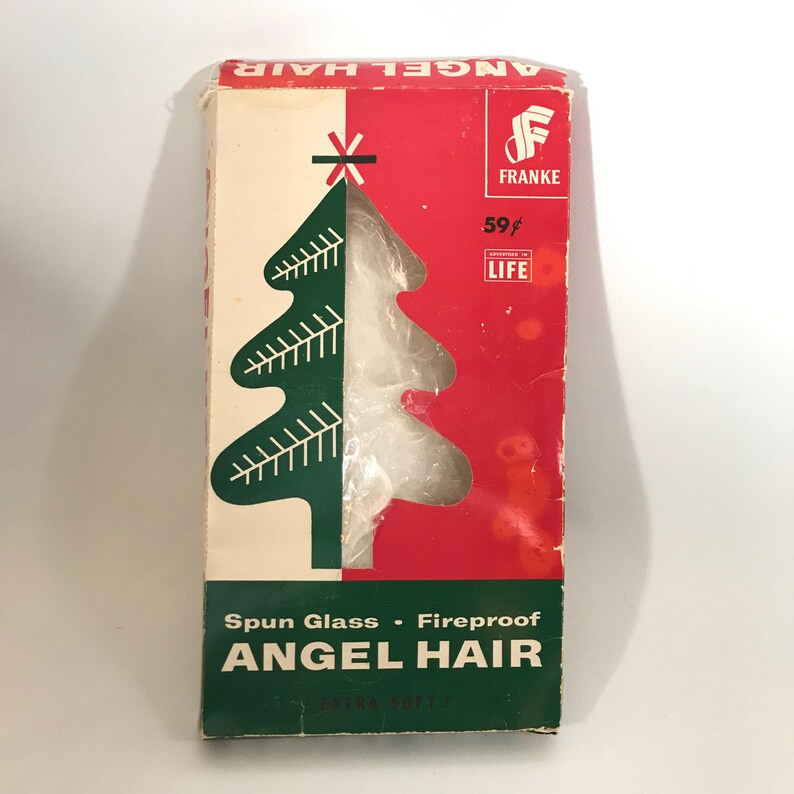 ANGEL HAIR
F
FRANKE
59¢
ADVERTISED IN
LIFE
Spun Glass • Fireproof
ANGEL HAIR
EXTRA SOFT!